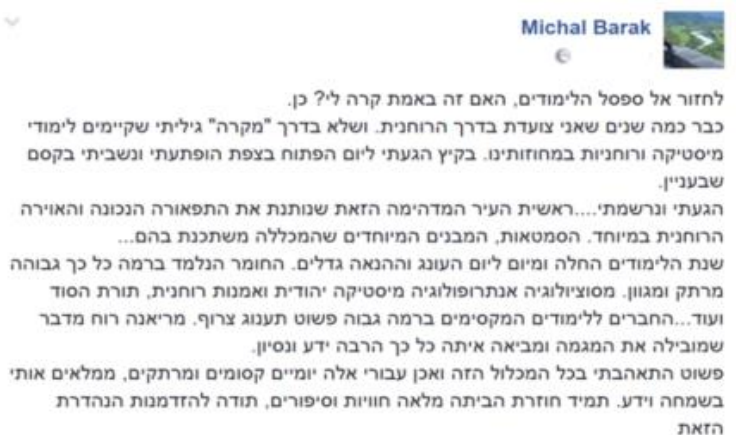 Michal Barak
לחזור אל ספסל הלימודים, האם זה באמת קרה לי? כן.
כבר כמה שנים שאני צועדת בדרך הרוחנית. ושלא בדרך "מקרה" גיליתי שקיימים לימודי
מיסטיקה ורוחניות במחוזותינו. בקיץ הגעתי ליום הפתוח בצפת הופתעתי ונשביתי בקסם
שבעניין.
הגעתי ונרשמתי....ראשית העיר המדהימה הזאת שנותנת את התפאורה הנכונה והאוירה
הרוחנית במיוחד. הסמטאות, המבנים המיוחדים שהמכללה משתכנת בהם...
שנת הלימודים החלה ומיום ליום העונג וההנאה גדלים. החומר הנלמד ברמה כל כך גבוהה
מרתק ומגוון. מסוציולוגיה אנתרופולוגיה מיסטיקה יהודית ואמנות רוחנית, תורת הסוד
ועוד...החברים ללימודים המקסימים ברמה גבוה פשוט תענוג צרוף. מריאנה רוח מדבר
שמובילה את המגמה ומביאה איתה כל כך הרבה ידע ונסיון.
פשוט התאהבתי בכל המכלול הזה ואכן עבורי אלה יומיים קסומים ומרתקים, ממלאים אותי
בשמחה וידע. תמיד חוזרת הביתה מלאה חוויות וסיפורים, תודה להזדמנות הנהדרת
הזאת